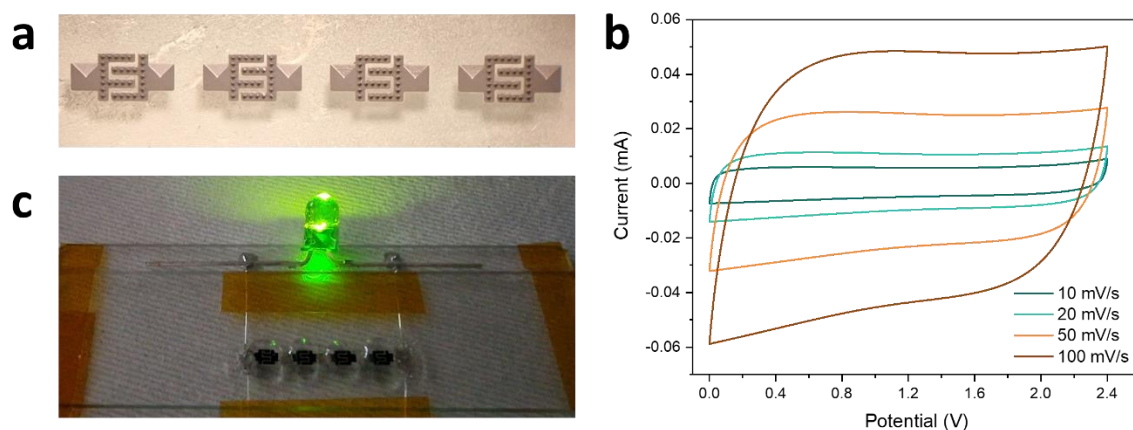 a
b
c
0.06
0.04
0.02
0.00
-0.02
-0.04
-0.06
Current (mA)
10 mV/s
20 mV/s
50 mV/s
100 mV/s
0.0 0.4 0.8 1.2 1.6 2.0 2.4
Potential (V)